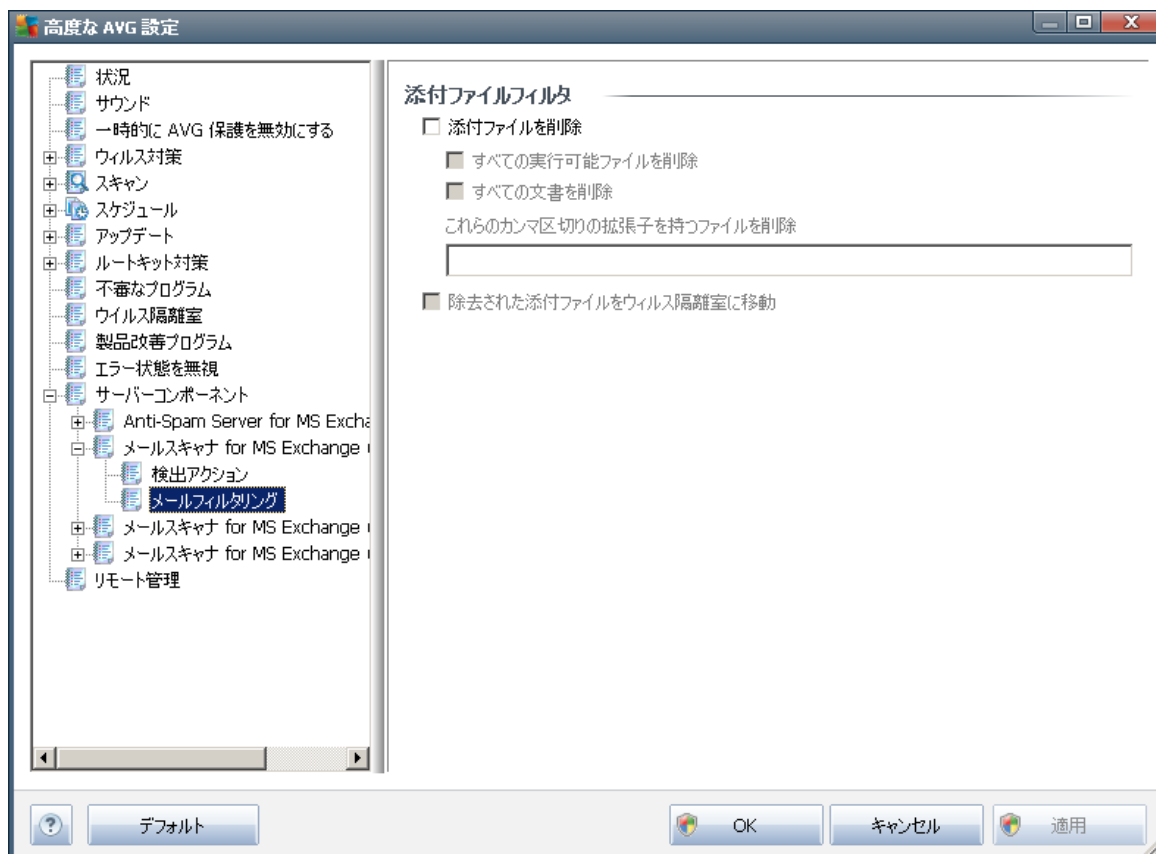 高度な AVG 設定
状況
サウンド
一時的に AVG 保護を無効にする
ウィルス対策
スキャン
スケジュール
アップデート
ルートキット対策
不審なプログラム
ウイルス隔離室
製品改善プログラム
エラー状態を無視
サーバーコンポーネント
Anti-Spam Server for MS Excha
メールスキャナ for MS Exchange
検出アクション
メールフィルタリング
メールスキャナ for MS Exchange
メールスキャナ for MS Exchange
リモート管理
添付ファイルフィルタ
添付ファイルを削除
すべての実行可能ファイルを削除
すべての文書を削除
これらのカンマ区切りの拡張子を持つファイルを削除
除去された添付ファイルをウィルス隔離室に移動
?
デフォルト
OK
キャンセル
適用